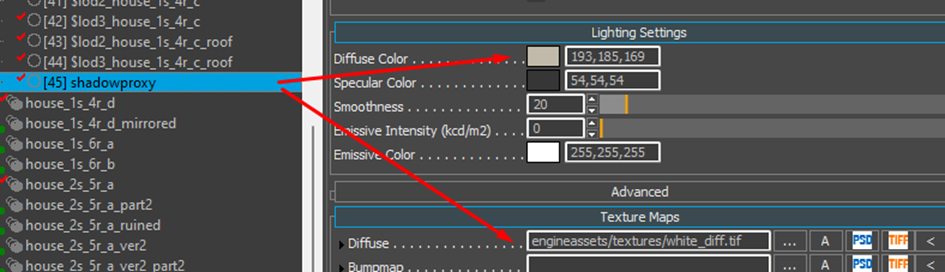 [41] $lod2_house_1s_4r_c
[42] $lod3_house_1s_4r_c
[43] $lod2_house_1s_4r_c_roof
[44] $lod3_house_1s_4r_c_roof
[45] shadowproxy
house_1s_4r_d
house_1s_4r_d_mirrored
house_1s_6r_a
house_1s_6r_b
house_2s_5r_a
house_2s_5r_a_part2
house_2s_5r_a_ruined
house_2s_5r_a_ver2
house_2s_5r_a_ver2_part2
Lighting Settings
Diffuse Color 193,185,169
Specular Color 54,54,54
Smoothness 20
Emissive Intensity (kcd/m2) 0
Emissive Color 255,255,255
Advanced
Texture Maps
Diffuse engineassets/textures/white_diff.tif ... A PSD TIFF <
Bumpmap ... A PSD TIFF <